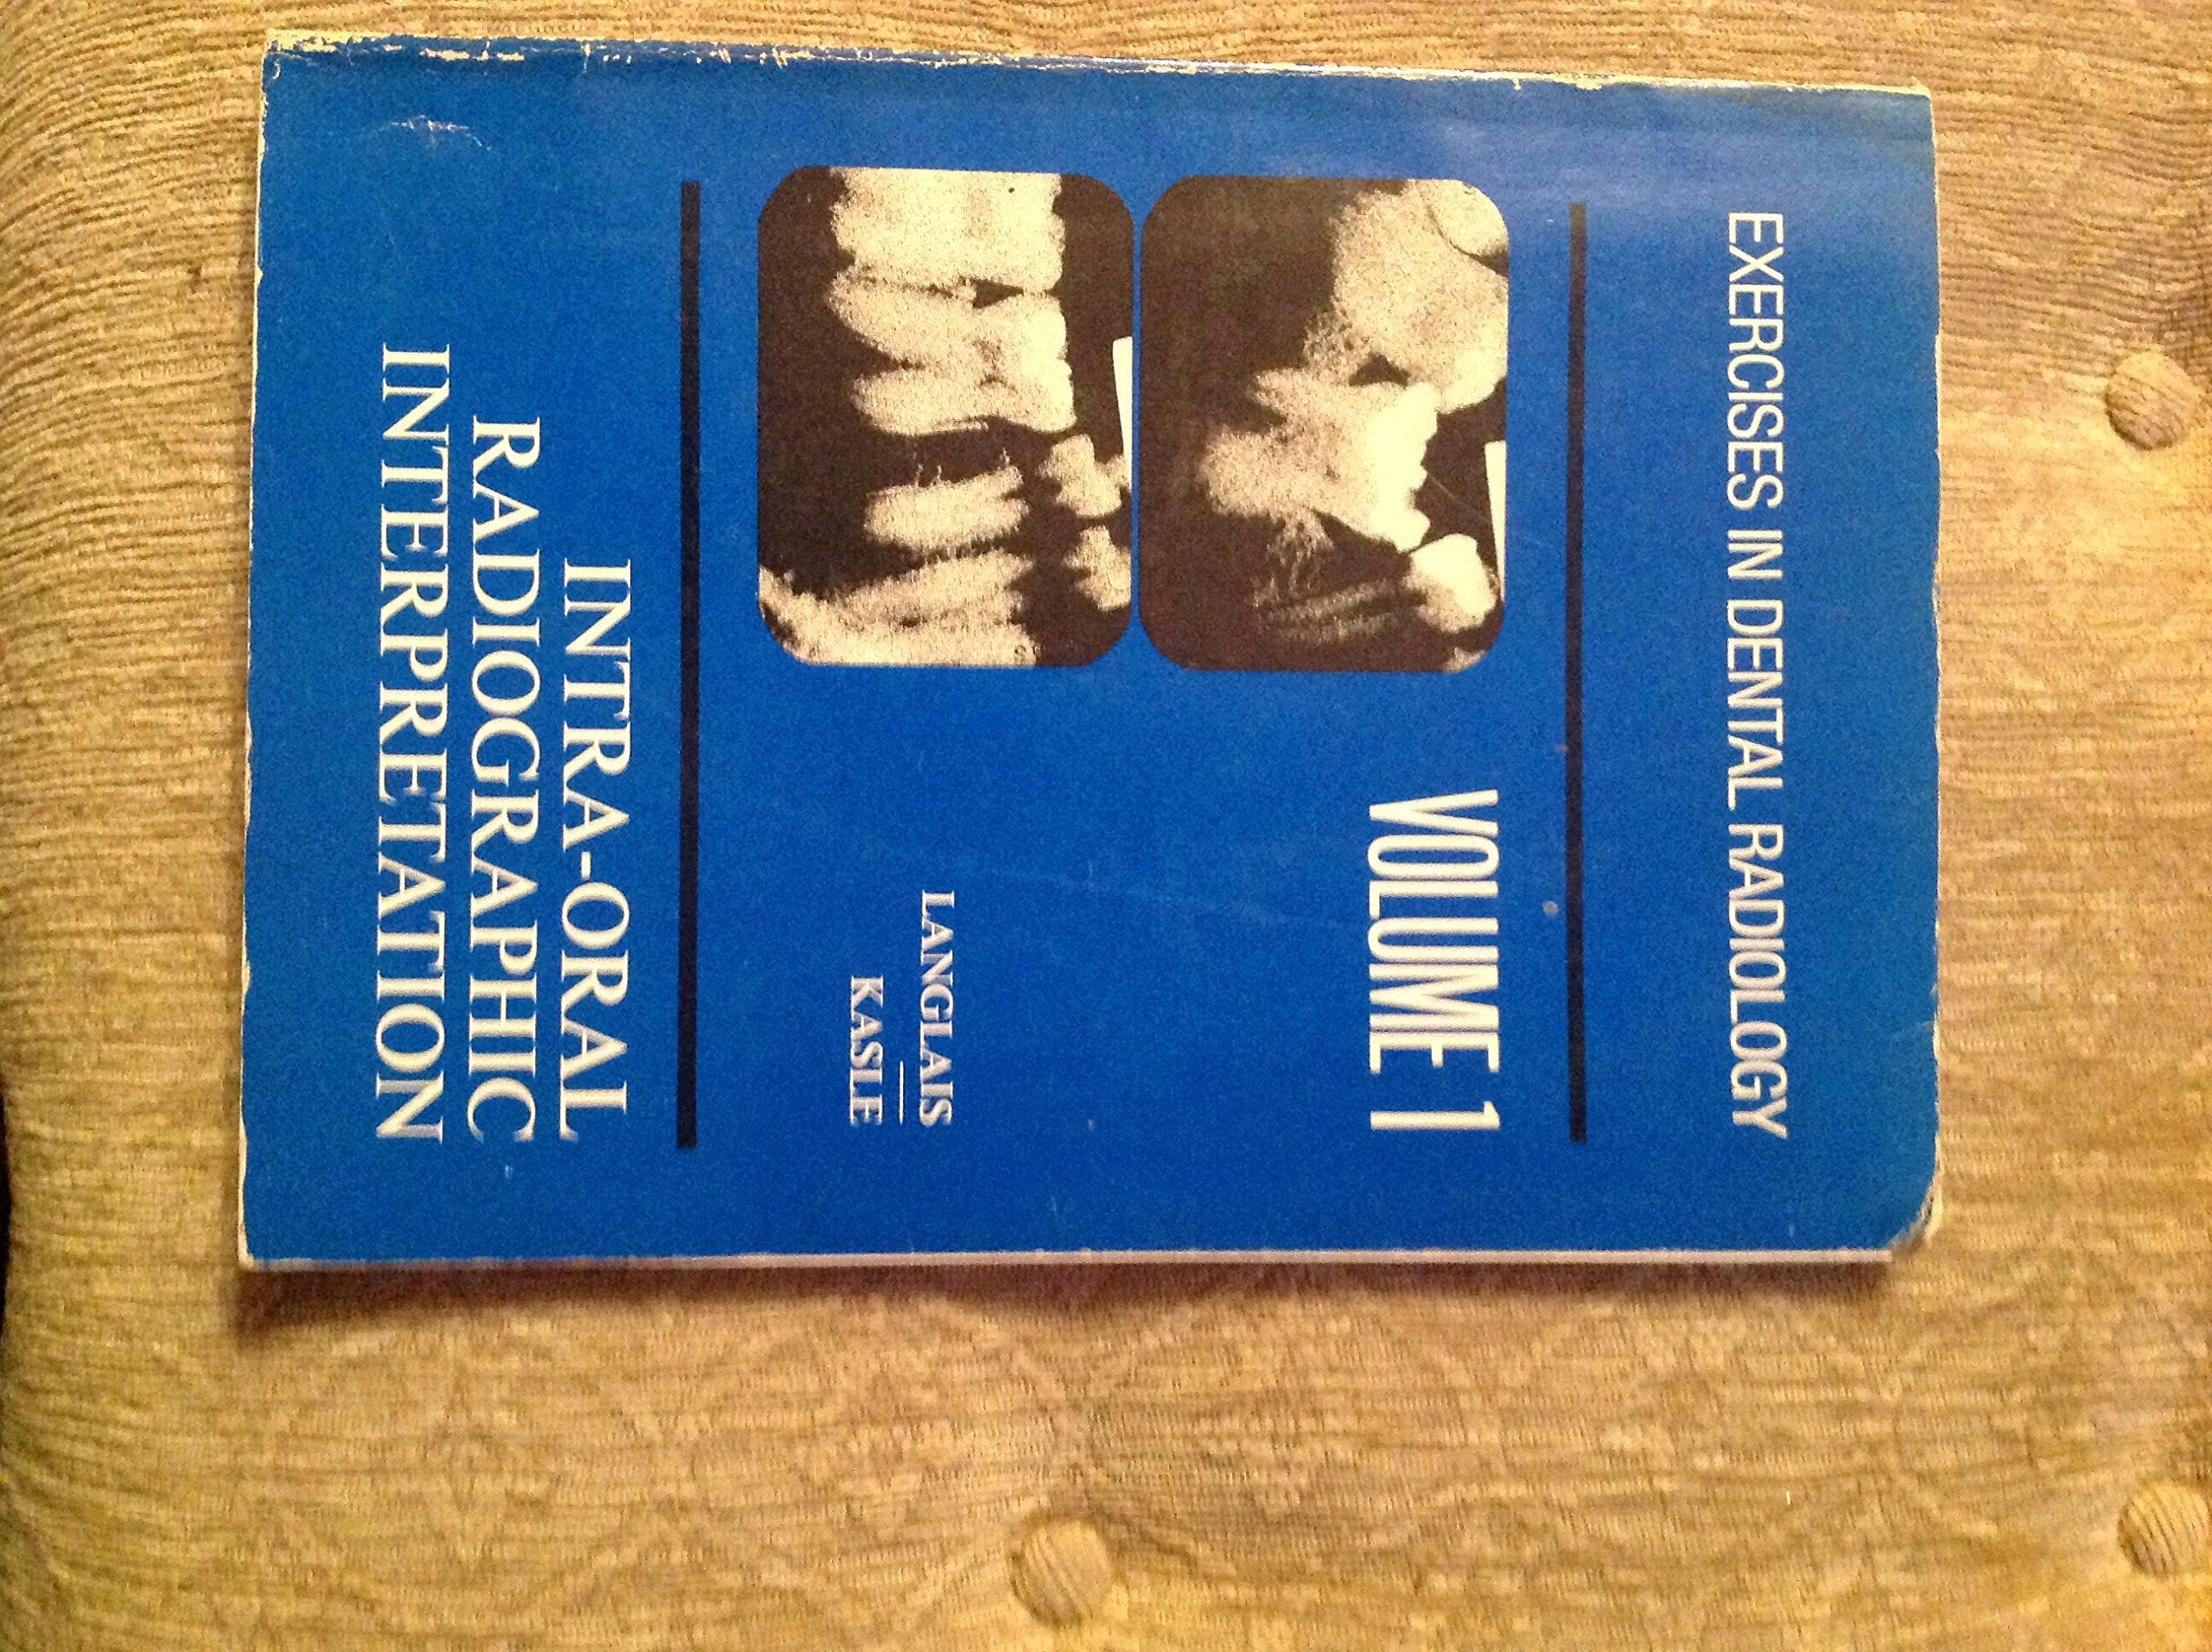 EXERCISES IN DENTAL RADIOLOGY
VOLUME 1
LANGLAIS
KASLE
INTRA-ORAL
RADIOGRAPHIC
INTERPRETATION